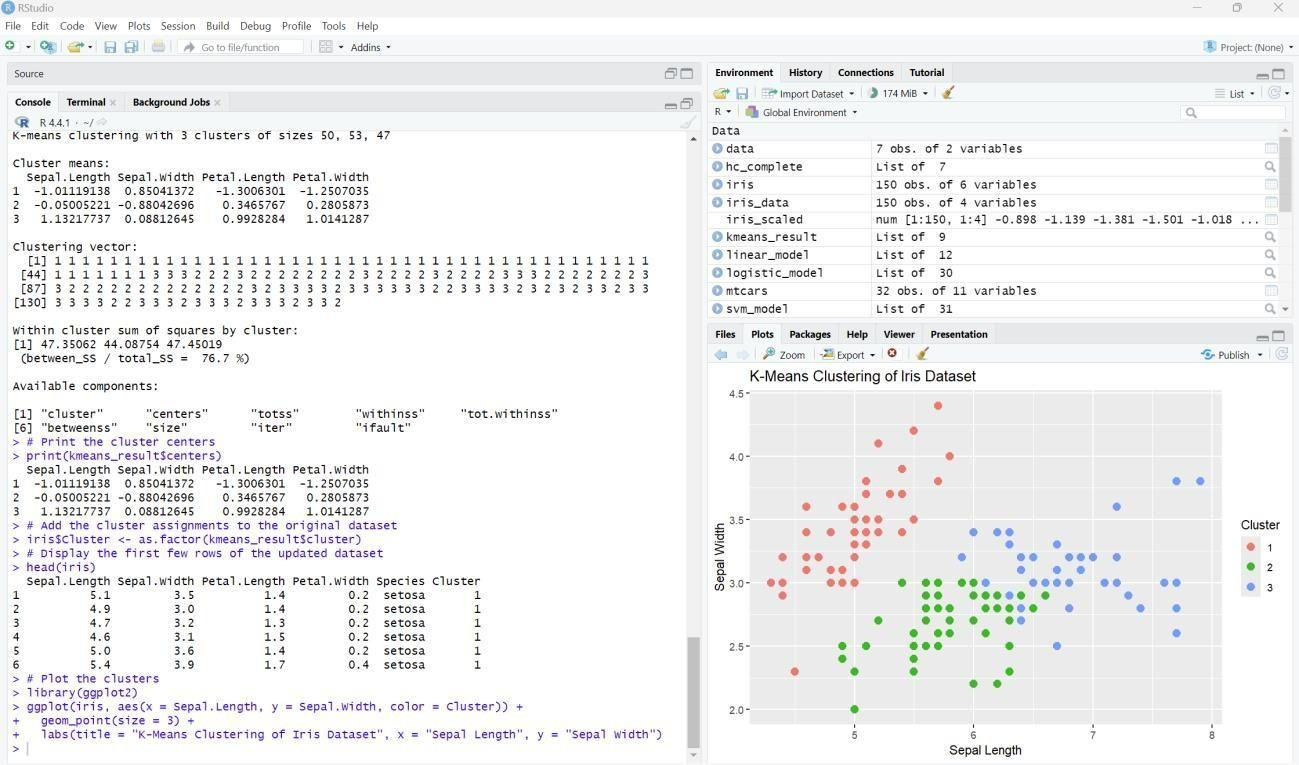 RStudio
File Edit Code View Plots Session Build Debug Profile Tools Help
Go to file/function Addins Project: (None)
Source
Console Terminal Background Jobs
R 4.4.1 · ~/
K-means clustering with 3 clusters of sizes 50, 53, 47
Cluster means:
Sepal.Length Sepal.Width Petal.Length Petal.Width
1 -1.01119138 0.85041372 -1.3006301 -1.2507035
2 -0.05005221 -0.88042696 0.3465767 0.2805873
3 1.13217737 0.08812645 0.9928284 1.0141287
Clustering vector:
[1] 1 1 1 1 1 1 1 1 1 1 1 1 1 1 1 1 1 1 1 1 1 1 1 1 1 1 1 1 1 1 1 1 1 1 1 1 1 1 1 1 1 1 1
[44] 1 1 1 1 1 1 1 3 3 3 2 2 2 3 2 2 2 2 2 2 2 2 3 2 2 2 2 3 2 2 2 2 3 3 3 2 2 2 2 2 2 2 3
[87] 3 2 2 2 2 2 2 2 2 2 2 2 2 2 3 2 3 3 3 3 2 3 3 3 3 3 3 2 2 3 3 3 3 2 3 2 3 2 3 3 2 3 3
[130] 3 3 3 3 2 2 3 3 3 2 3 3 3 2 3 3 3 2 3 3 2
Within cluster sum of squares by cluster:
[1] 47.35062 44.08754 47.45019
(between_SS / total_SS = 76.7 %)
Available components:
[1] "cluster" "centers" "totss" "withinss" "tot.withinss"
[6] "betweenss" "size" "iter" "ifault"
> # Print the cluster centers
> print(kmeans_result$centers)
Sepal.Length Sepal.Width Petal.Length Petal.Width
1 -1.01119138 0.85041372 -1.3006301 -1.2507035
2 -0.05005221 -0.88042696 0.3465767 0.2805873
3 1.13217737 0.08812645 0.9928284 1.0141287
> # Add the cluster assignments to the original dataset
> iris$Cluster <- as.factor(kmeans_result$cluster)
> # Display the first few rows of the updated dataset
> head(iris)
Sepal.Length Sepal.Width Petal.Length Petal.Width Species Cluster
1 5.1 3.5 1.4 0.2 setosa 1
2 4.9 3.0 1.4 0.2 setosa 1
3 4.7 3.2 1.3 0.2 setosa 1
4 4.6 3.1 1.5 0.2 setosa 1
5 5.0 3.6 1.4 0.2 setosa 1
6 5.4 3.9 1.7 0.4 setosa 1
> # Plot the clusters
> library(ggplot2)
> ggplot(iris, aes(x = Sepal.Length, y = Sepal.Width, color = Cluster)) +
+ geom_point(size = 3) +
+ labs(title = "K-Means Clustering of Iris Dataset", x = "Sepal Length", y = "Sepal Width")
>
Environment History Connections Tutorial
Import Dataset 174 MiB List
R Global Environment
Data
data 7 obs. of 2 variables
hc_complete List of 7
iris 150 obs. of 6 variables
iris_data 150 obs. of 4 variables
iris_scaled num [1:150, 1:4] -0.898 -1.139 -1.381 -1.501 -1.018 ...
kmeans_result List of 9
linear_model List of 12
logistic_model List of 30
mtcars 32 obs. of 11 variables
svm_model List of 31
Files Plots Packages Help Viewer Presentation
Zoom Export Publish
K-Means Clustering of Iris Dataset
4.5
4.0
3.5
3.0
2.5
2.0
Sepal Width
5 6 7 8
Sepal Length
Cluster
1
2
3